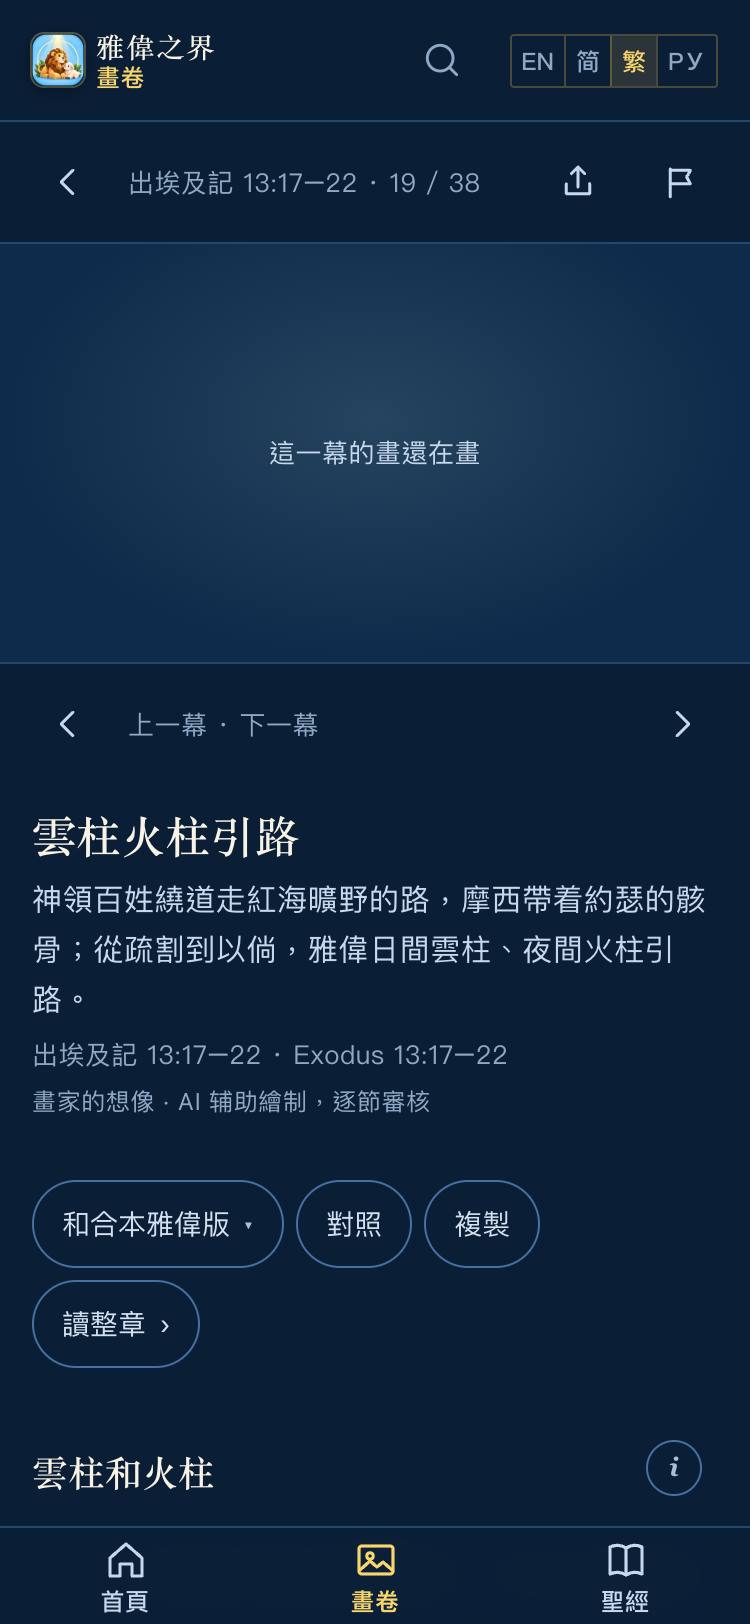 雅偉之界
畫卷
EN 简 繁 РУ
出埃及記 13:17–22 · 19 / 38
這一幕的畫還在畫
上一幕 · 下一幕
雲柱火柱引路
神領百姓繞道走紅海曠野的路，摩西帶着約瑟的骸
骨；從疏割到以倘，雅偉日間雲柱、夜間火柱引
路。
出埃及記 13:17–22 · Exodus 13:17–22
畫家的想像 · AI 辅助繪制，逐節審核
和合本雅偉版 ▾ 對照 複製
讀整章 ›
雲柱和火柱 i
首頁 畫卷 聖經